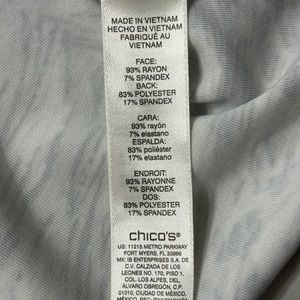 MADE IN VIETNAM
HECHO EN VIETNAM
FABRIQUÉ AU
VIETNAM
FACE:
93% RAYON
7% SPANDEX
BACK:
83% POLYESTER
17% SPANDEX
CARA:
93% rayón
7% elastano
ESPALDA:
83% poliéster
17% elastano
ENDROIT:
93% RAYONNE
7% SPANDEX
DOS:
83% POLYESTER
17% SPANDEX
chico's®
US: 11215 METRO PARKWAY
FORT MYERS, FL 33966
MX: IB ENTERPRISES S.A. DE
C.V. CALZADA DE LOS
LEONES NO. 170, PISO 1,
COL. LOS ALPES, DEL.
ALVARO OBREGÓN, C.P.
01010, CIUDAD DE MÉXICO,